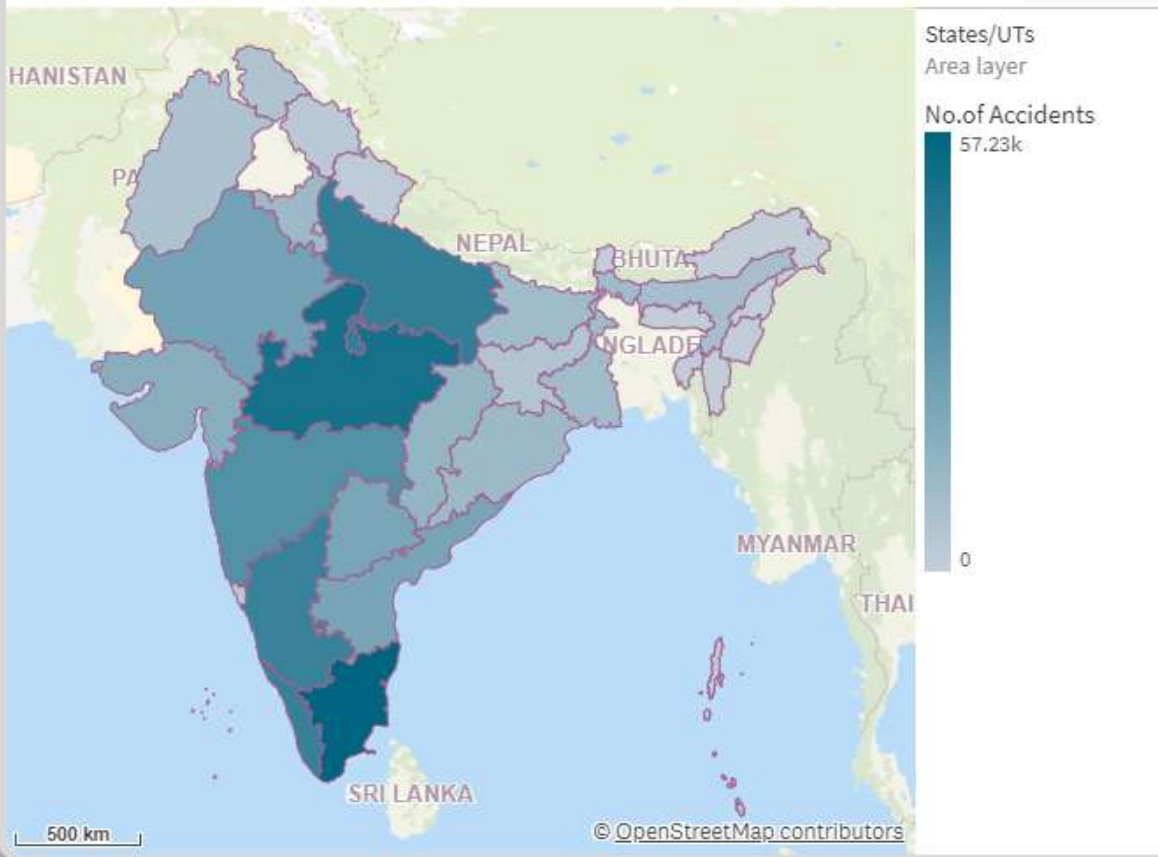 States/UTs
Area layer
No.of Accidents
57.23k
0
HANISTAN
PA
NEPAL
BHUTA
NGLADE
MYANMAR
THAI
SRI LANKA
500 km
© OpenStreetMap contributors